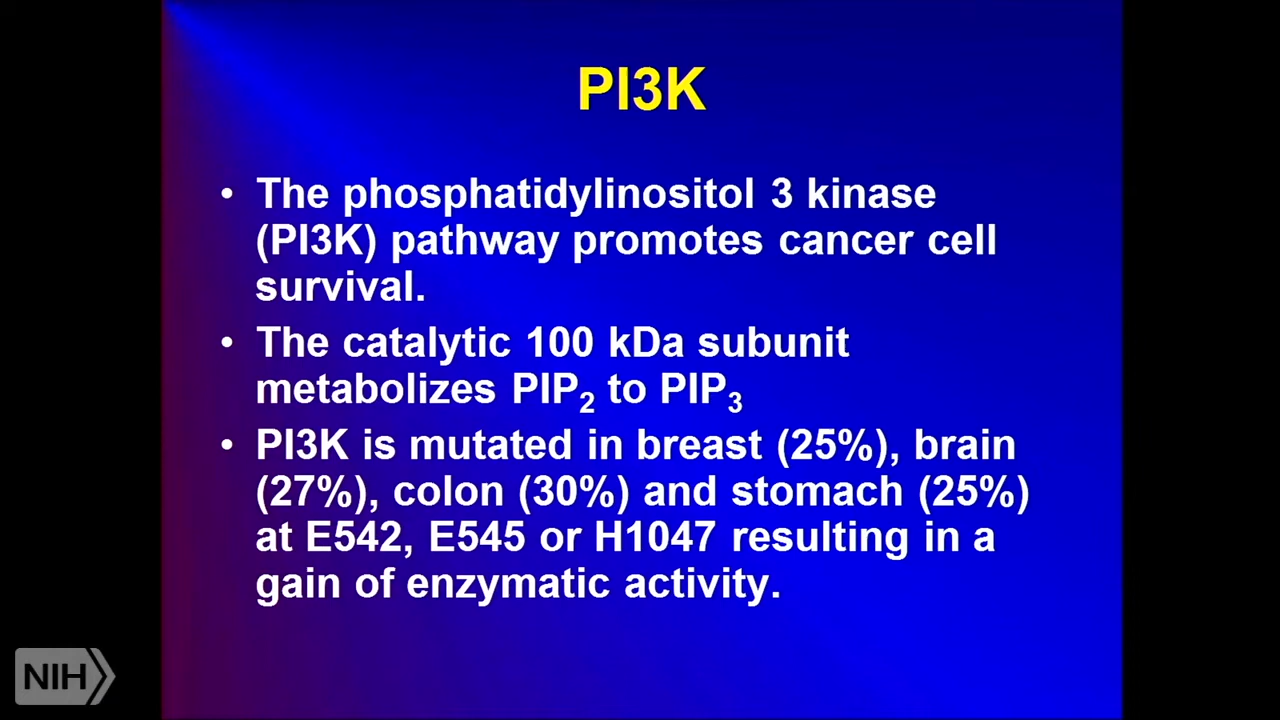 PI3K
• The phosphatidylinositol 3 kinase
(PI3K) pathway promotes cancer cell
survival.
• The catalytic 100 kDa subunit
metabolizes PIP₂ to PIP₃
• PI3K is mutated in breast (25%), brain
(27%), colon (30%) and stomach (25%)
at E542, E545 or H1047 resulting in a
gain of enzymatic activity.
NIH